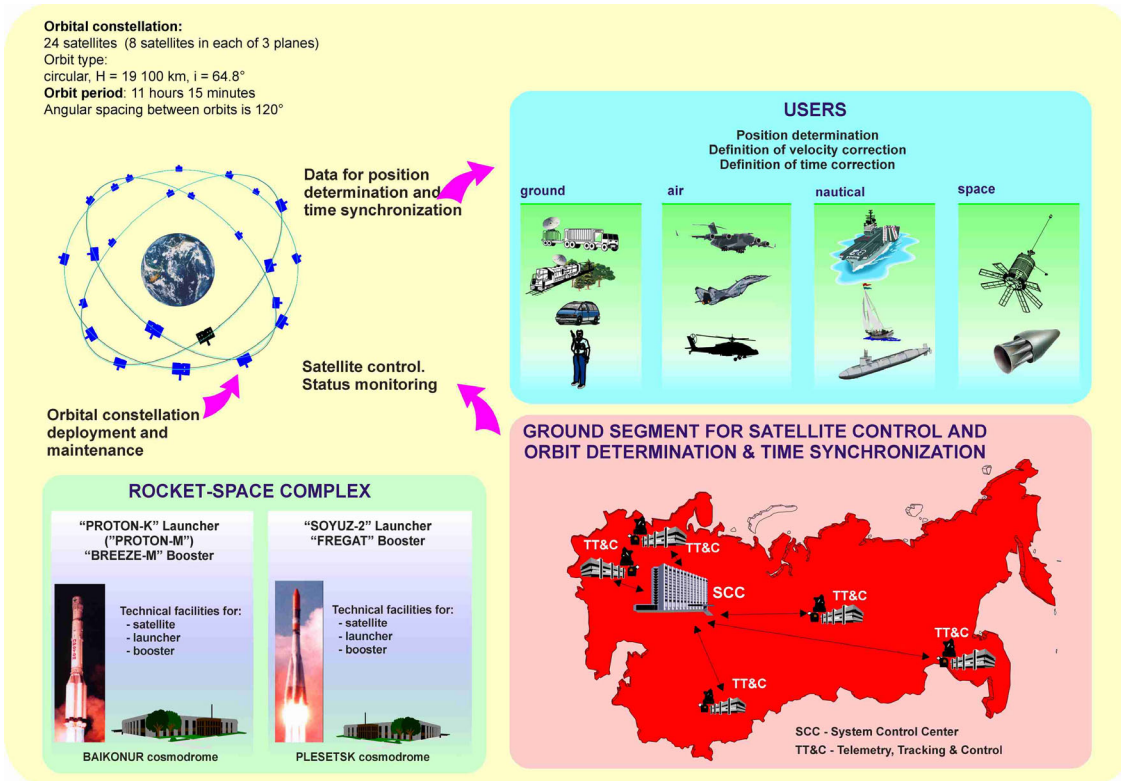 Orbital constellation:
24 satellites (8 satellites in each of 3 planes)
Orbit type:
circular, H = 19 100 km, i = 64.8°
Orbit period: 11 hours 15 minutes
Angular spacing between orbits is 120°
Data for position
determination and
time synchronization
Satellite control.
Status monitoring
Orbital constellation
deployment and
maintenance
USERS
Position determination
Definition of velocity correction
Definition of time correction
ground
air
nautical
space
ROCKET-SPACE COMPLEX
“PROTON-K” Launcher
(”PROTON-M”)
“BREEZE-M” Booster
Technical facilities for:
- satellite
- launcher
- booster
BAIKONUR cosmodrome
“SOYUZ-2” Launcher
“FREGAT” Booster
Technical facilities for:
- satellite
- launcher
- booster
PLESETSK cosmodrome
GROUND SEGMENT FOR SATELLITE CONTROL AND
ORBIT DETERMINATION & TIME SYNCHRONIZATION
TT&C
TT&C
SCC
TT&C
TT&C
TT&C
SCC - System Control Center
TT&C - Telemetry, Tracking & Control